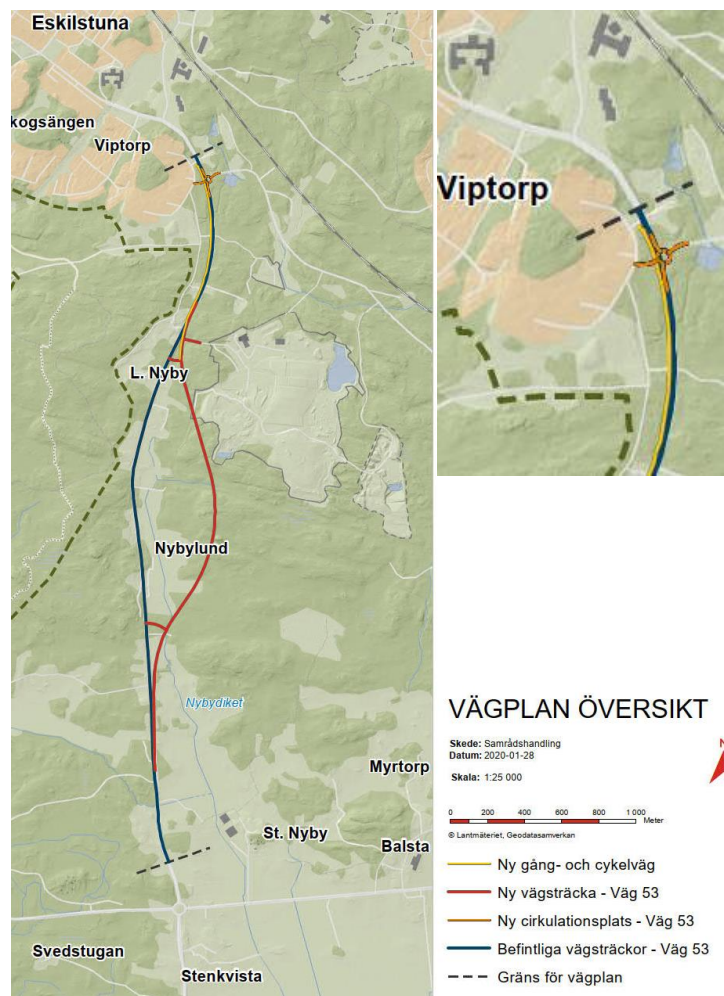 Eskilstuna
kogsängen
Viptorp
L. Nyby
Nybylund
Nybydiket
Myrtorp
St. Nyby
Balsta
Svedstugan
Stenkvista
Viptorp
VÄGPLAN ÖVERSIKT
Skede: Samrådshandling
Datum: 2020-01-28
Skala: 1:25 000
N
0 200 400 600 800 1 000
Meter
© Lantmäteriet, Geodatasamverkan
Ny gång- och cykelväg
Ny vägsträcka - Väg 53
Ny cirkulationsplats - Väg 53
Befintliga vägsträckor - Väg 53
Gräns för vägplan